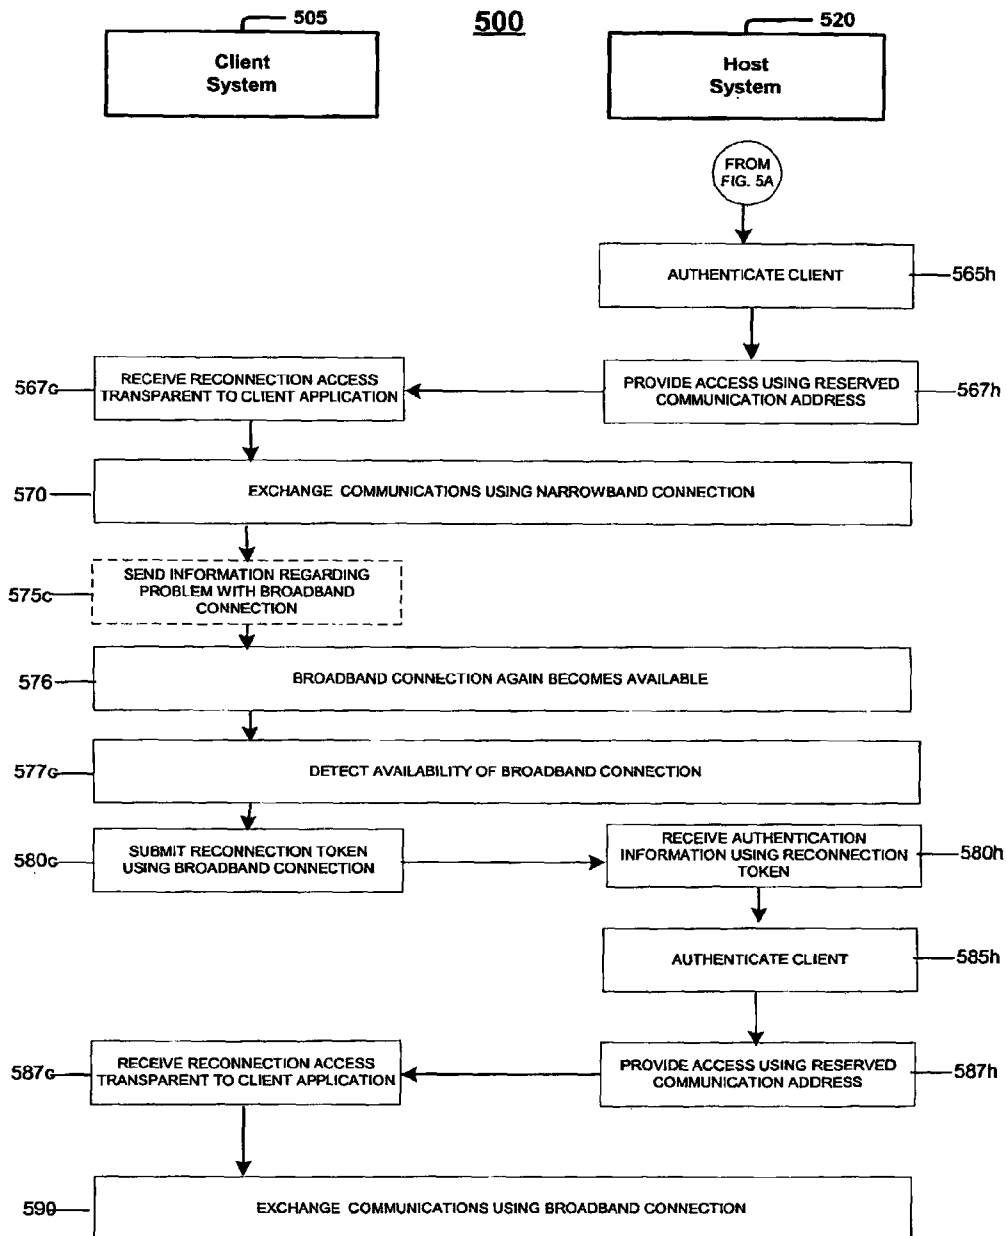 505
500
520
Client
System
Host
System
FROM
FIG. 5A
AUTHENTICATE CLIENT
565h
567c
RECEIVE RECONNECTION ACCESS
TRANSPARENT TO CLIENT APPLICATION
PROVIDE ACCESS USING RESERVED
COMMUNICATION ADDRESS
567h
570
EXCHANGE COMMUNICATIONS USING NARROWBAND CONNECTION
575c
SEND INFORMATION REGARDING
PROBLEM WITH BROADBAND
CONNECTION
576
BROADBAND CONNECTION AGAIN BECOMES AVAILABLE
577c
DETECT AVAILABILITY OF BROADBAND CONNECTION
580c
SUBMIT RECONNECTION TOKEN
USING BROADBAND CONNECTION
RECEIVE AUTHENTICATION
INFORMATION USING RECONNECTION
TOKEN
580h
AUTHENTICATE CLIENT
585h
587c
RECEIVE RECONNECTION ACCESS
TRANSPARENT TO CLIENT APPLICATION
PROVIDE ACCESS USING RESERVED
COMMUNICATION ADDRESS
587h
590
EXCHANGE COMMUNICATIONS USING BROADBAND CONNECTION